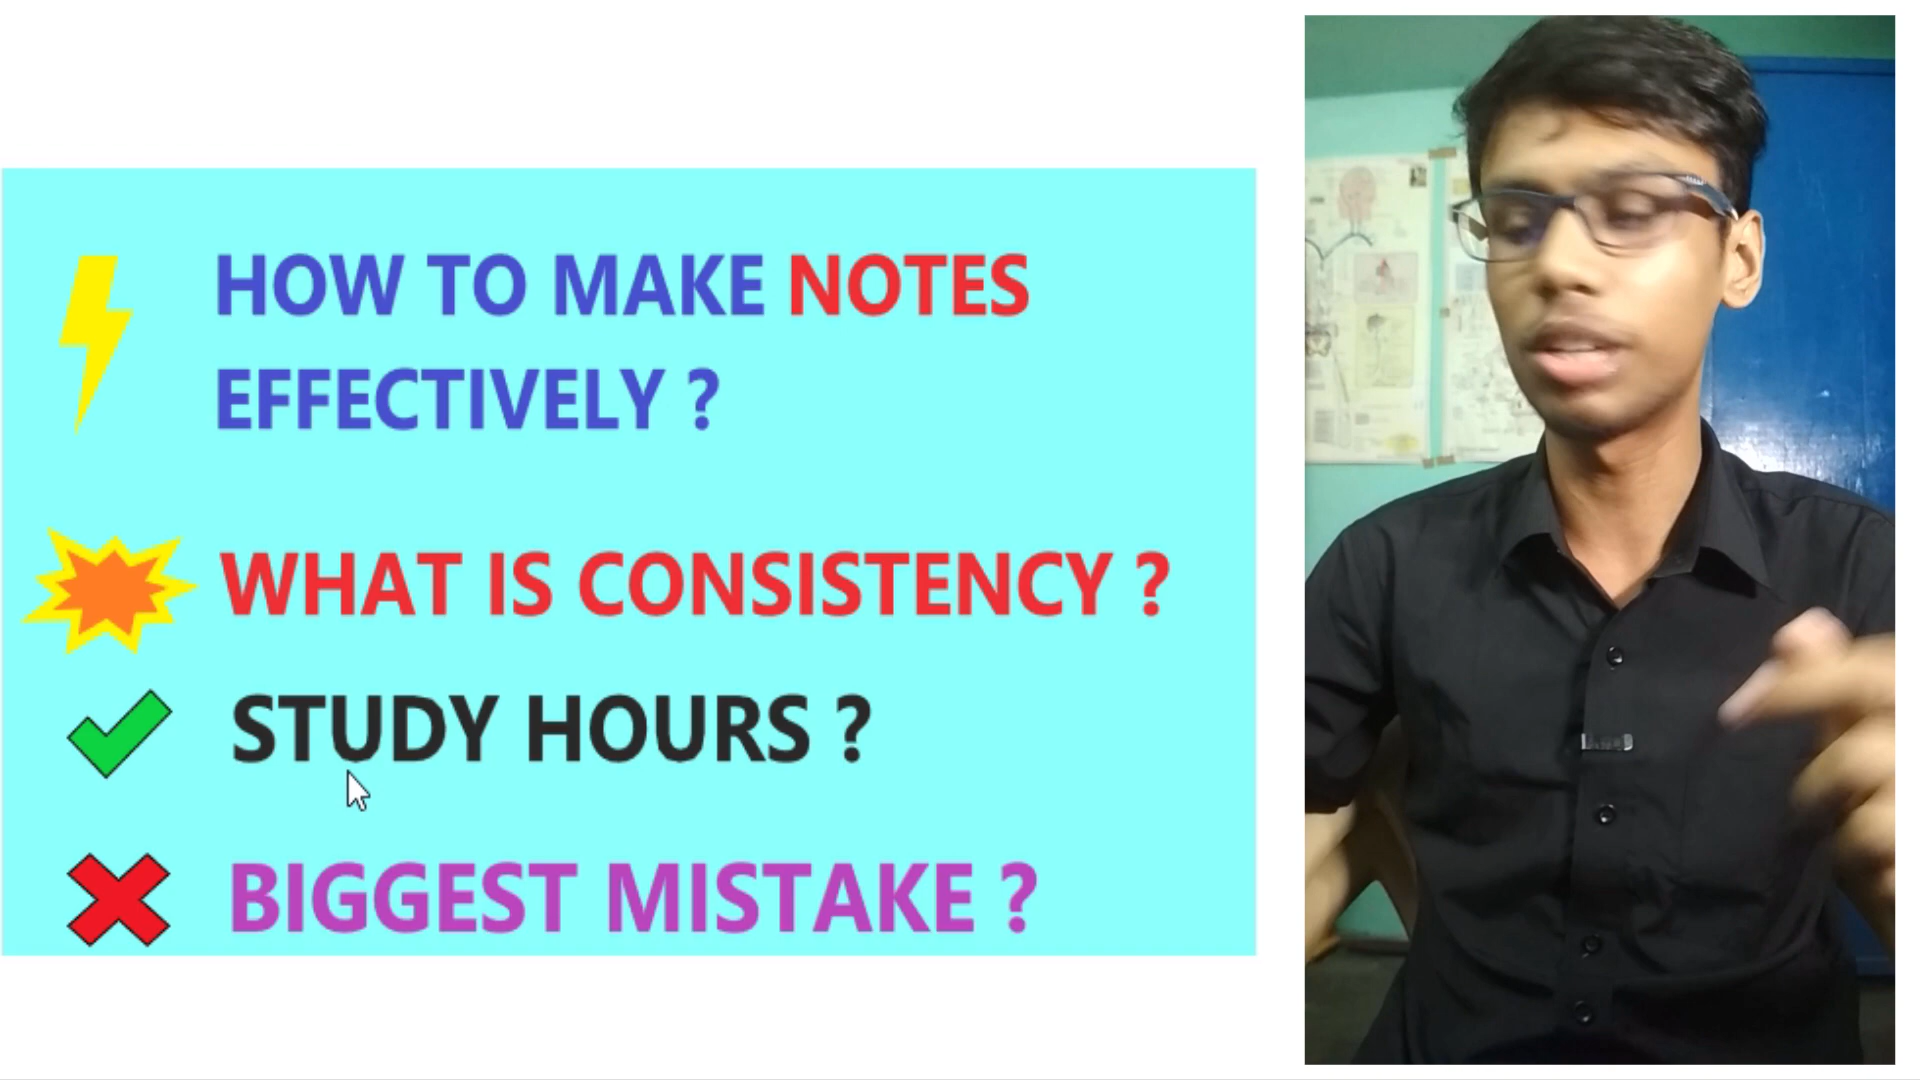 HOW TO MAKE NOTES
EFFECTIVELY ?
WHAT IS CONSISTENCY ?
STUDY HOURS ?
BIGGEST MISTAKE ?